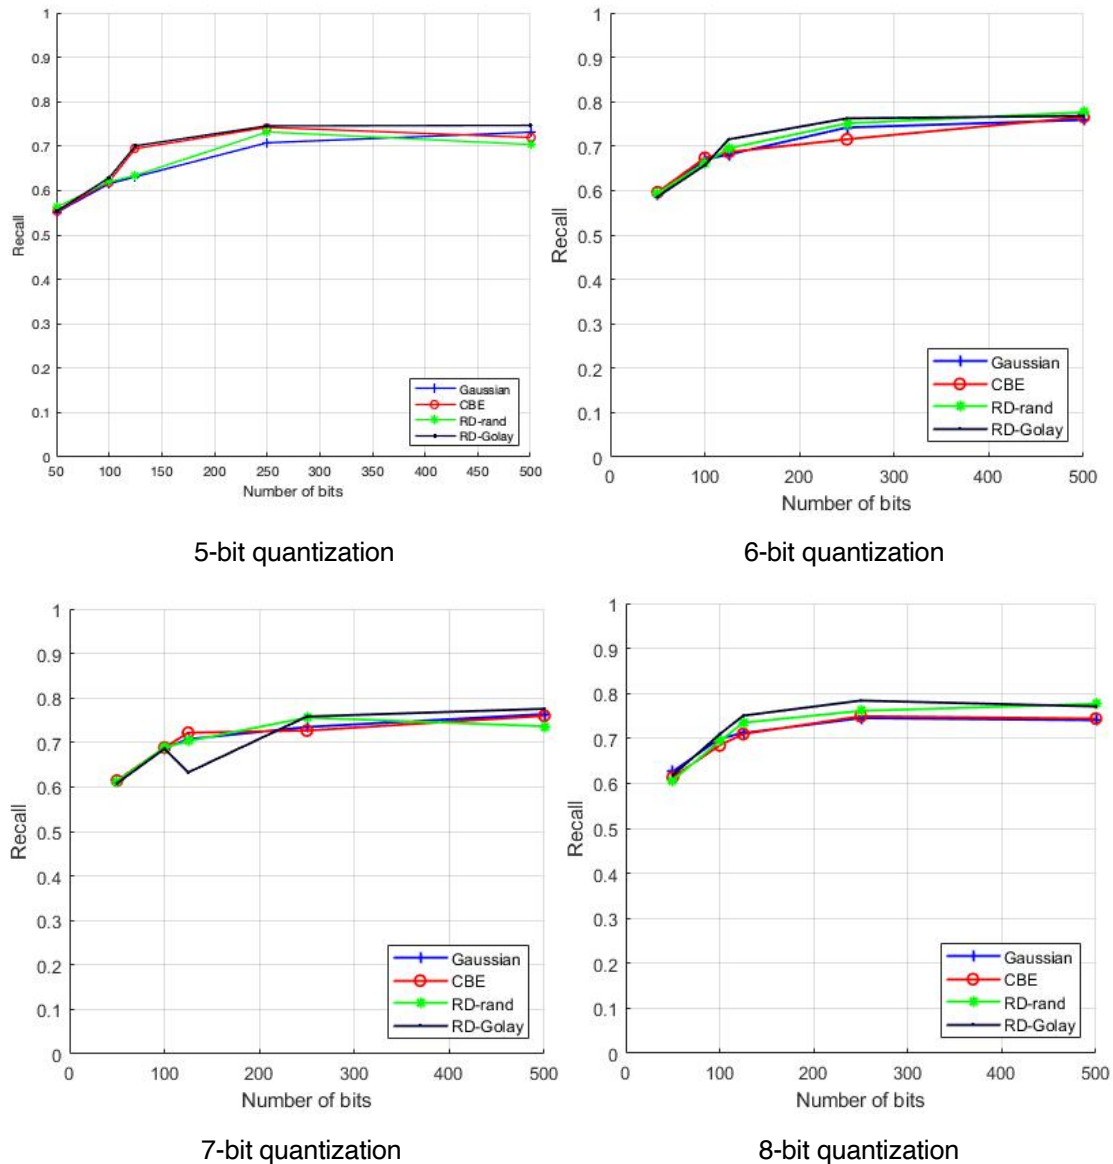 1
0.9
0.8
0.7
0.6
0.5
0.4
0.3
0.2
0.1
0
Recall
50 100 150 200 250 300 350 400 450 500
Number of bits
Gaussian
CBE
RD-rand
RD-Golay
5-bit quantization
1
0.9
0.8
0.7
0.6
0.5
0.4
0.3
0.2
0.1
0
Recall
0 100 200 300 400 500
Number of bits
Gaussian
CBE
RD-rand
RD-Golay
6-bit quantization
1
0.9
0.8
0.7
0.6
0.5
0.4
0.3
0.2
0.1
0
Recall
0 100 200 300 400 500
Number of bits
Gaussian
CBE
RD-rand
RD-Golay
7-bit quantization
1
0.9
0.8
0.7
0.6
0.5
0.4
0.3
0.2
0.1
0
Recall
0 100 200 300 400 500
Number of bits
Gaussian
CBE
RD-rand
RD-Golay
8-bit quantization